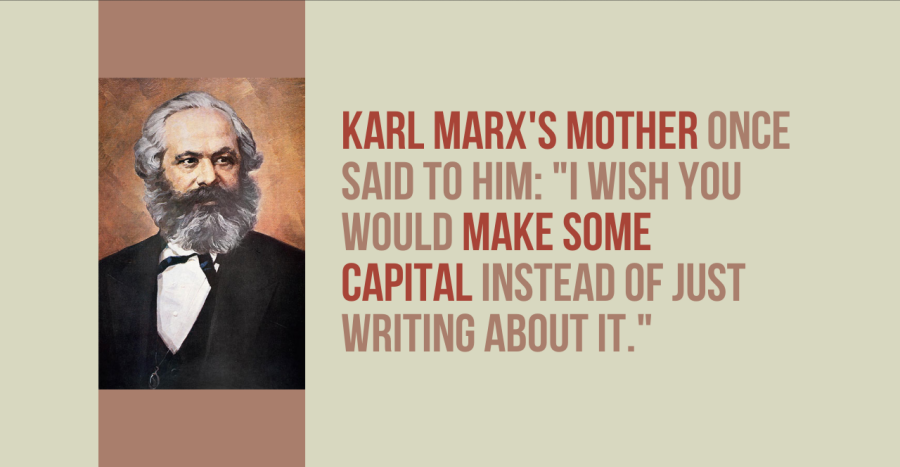 KARL MARX'S MOTHER ONCE
SAID TO HIM: "I WISH YOU
WOULD MAKE SOME
CAPITAL INSTEAD OF JUST
WRITING ABOUT IT."